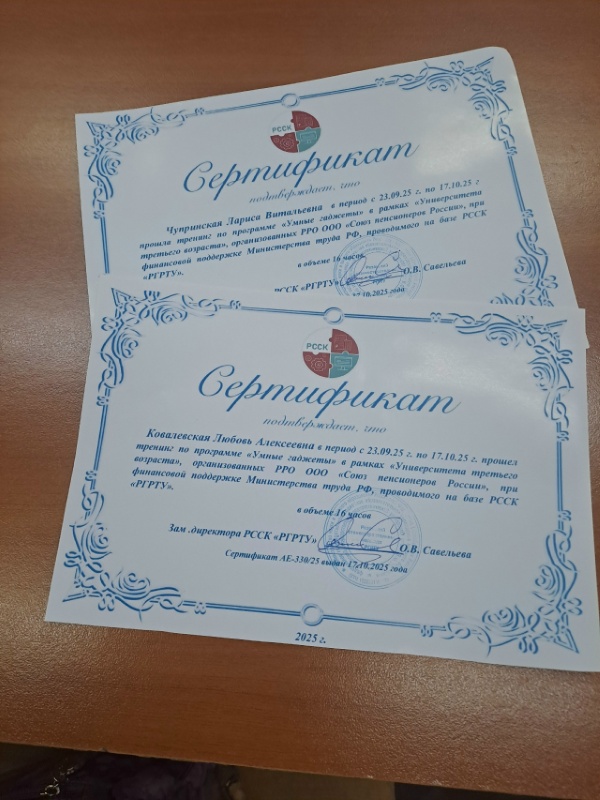 РССК
Сертификат
подтверждает, что
Чупринская Лариса Витальевна в период с 23.09.25 г. по 17.10.25 г
прошла тренинг по программе «Умные гаджеты» в рамках «Университета
третьего возраста», организованных РРО ООО «Союз пенсионеров России», при
финансовой поддержке Министерства труда РФ, проводимого на базе РССК
«РГРТУ».
в объеме 16 часов
РССК «РГРТУ» О.В. Савельева
.10.2025 года
РССК
Сертификат
подтверждает, что
Ковалевская Любовь Алексеевна в период с 23.09.25 г. по 17.10.25 г. прошел
тренинг по программе «Умные гаджеты» в рамках «Университета третьего
возраста», организованных РРО ООО «Союз пенсионеров России», при
финансовой поддержке Министерства труда РФ, проводимого на базе РССК
«РГРТУ».
в объеме 16 часов
Зам .директора РССК «РГРТУ» О.В. Савельева
Сертификат АЕ-330/25 выдан 17.10.2025 года
2025 г.